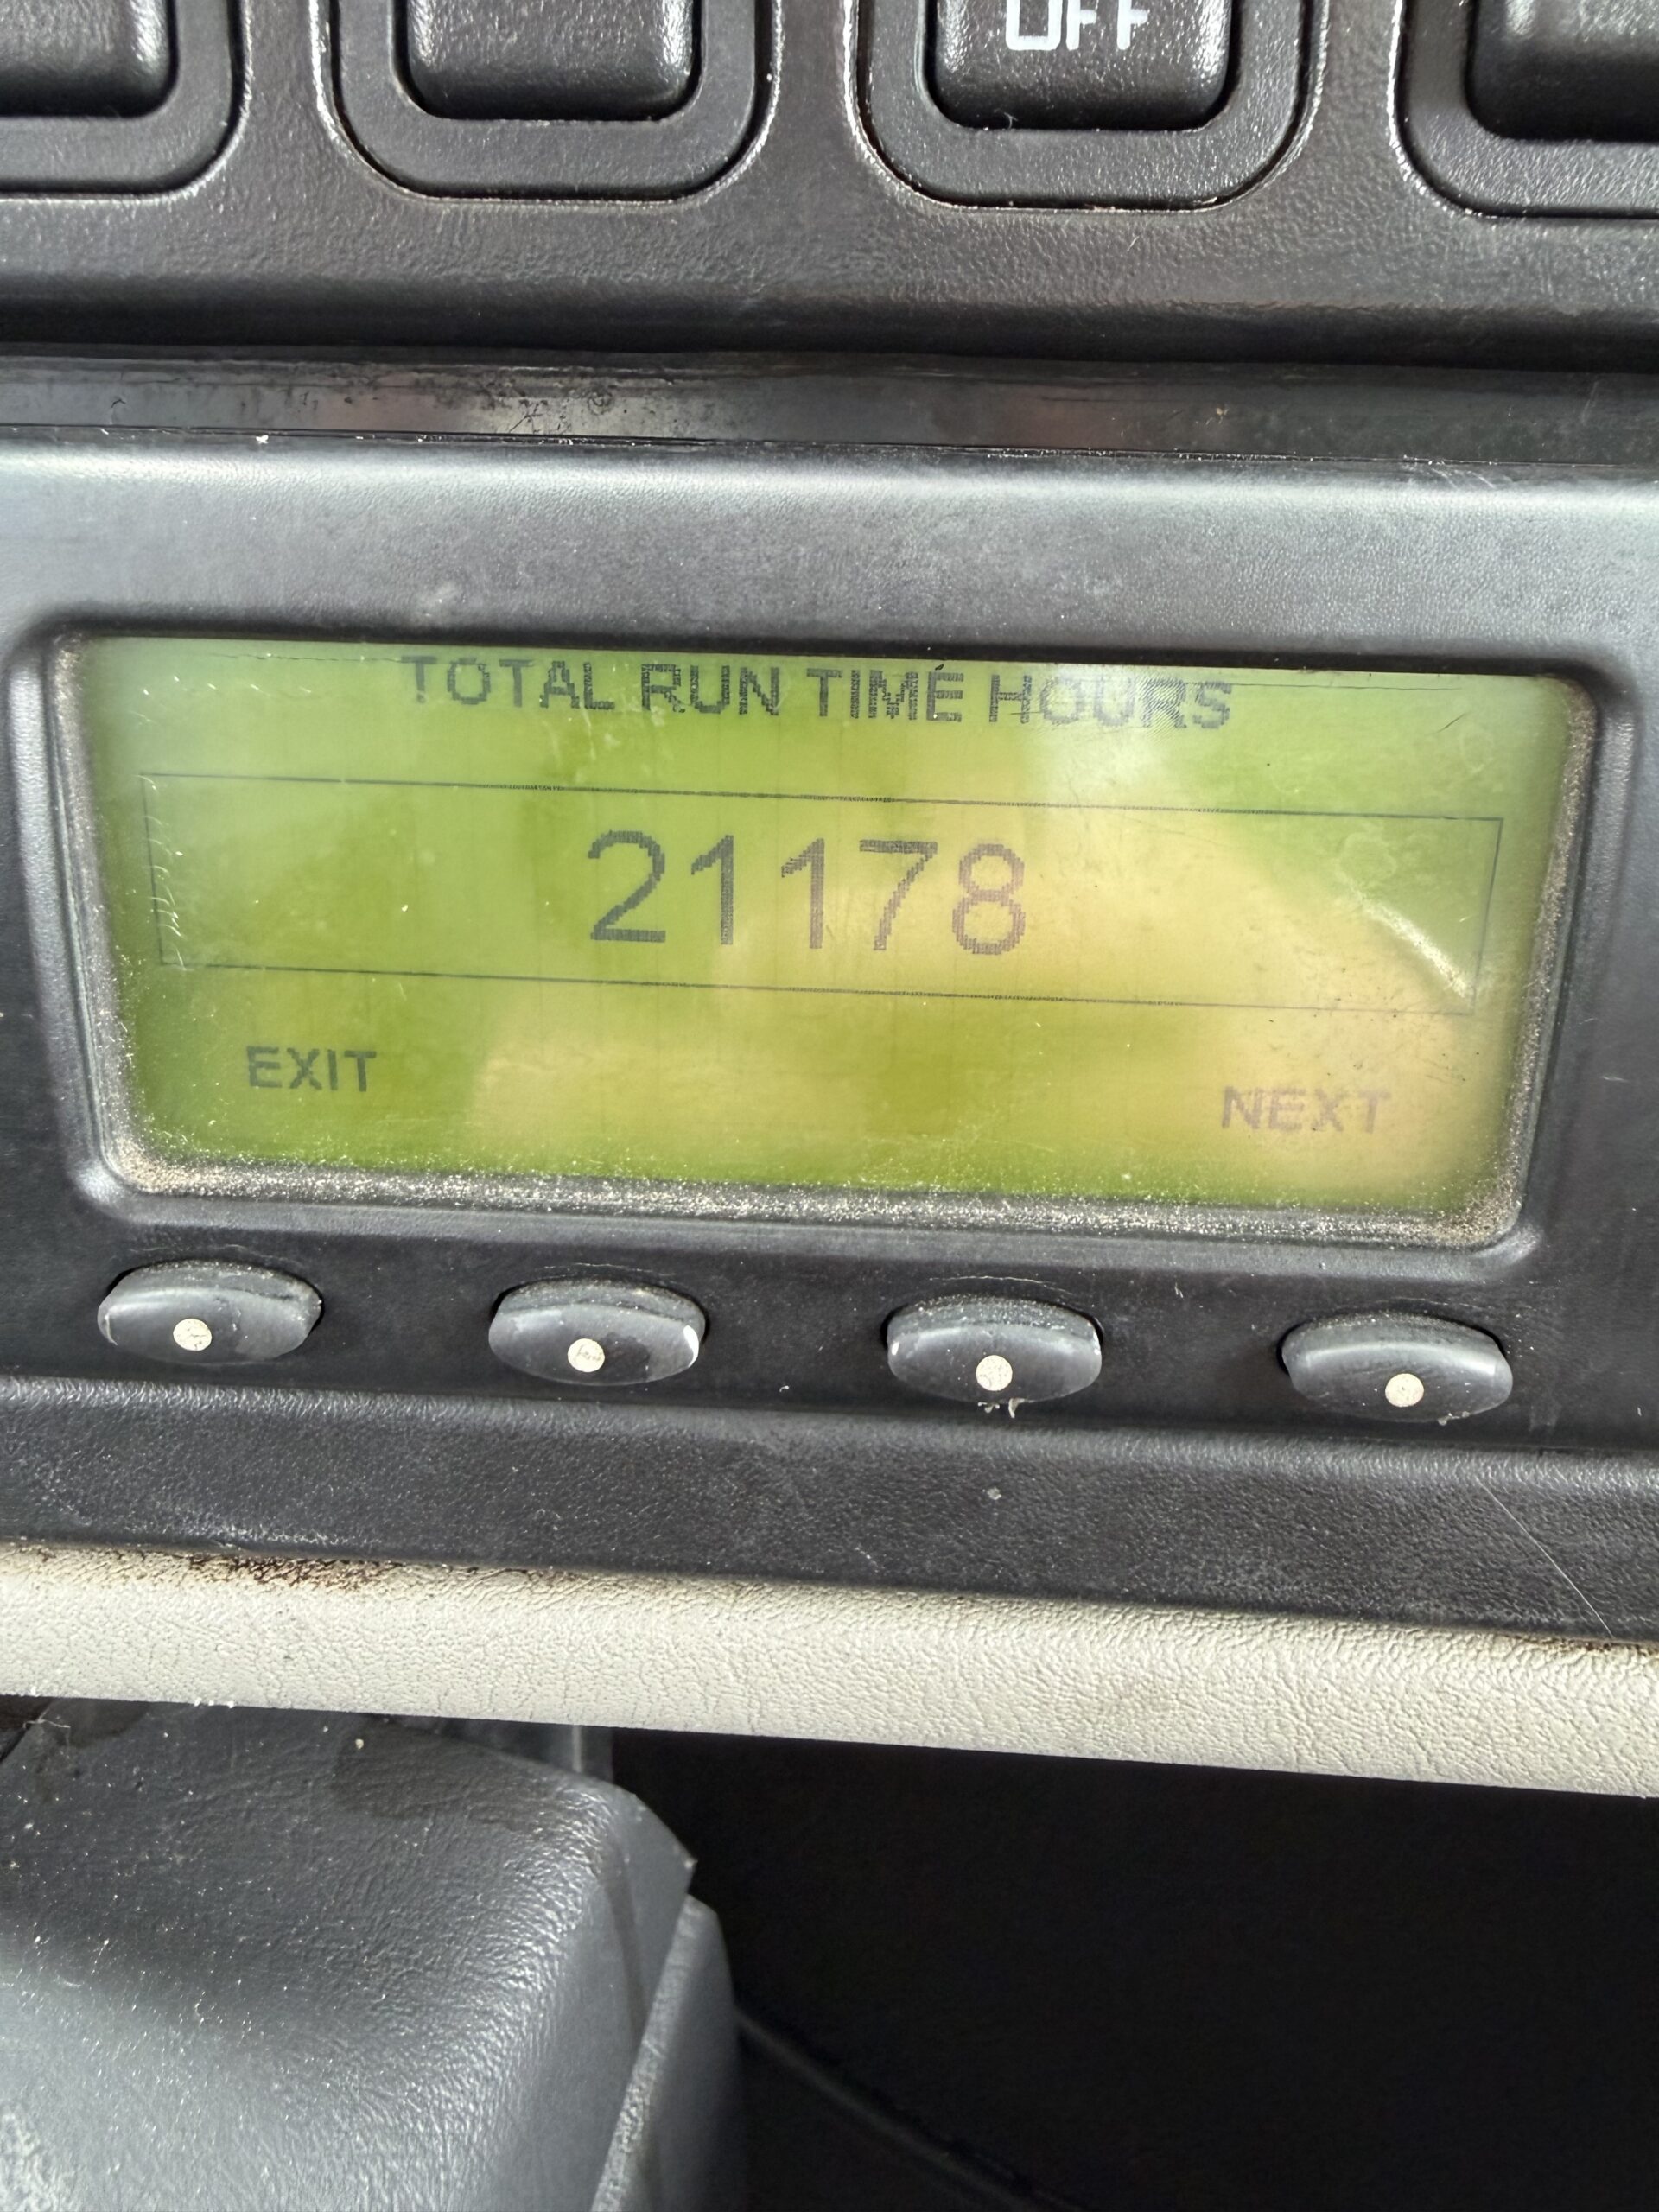 OFF
TOTAL RUN TIME HOURS
21178
EXIT NEXT